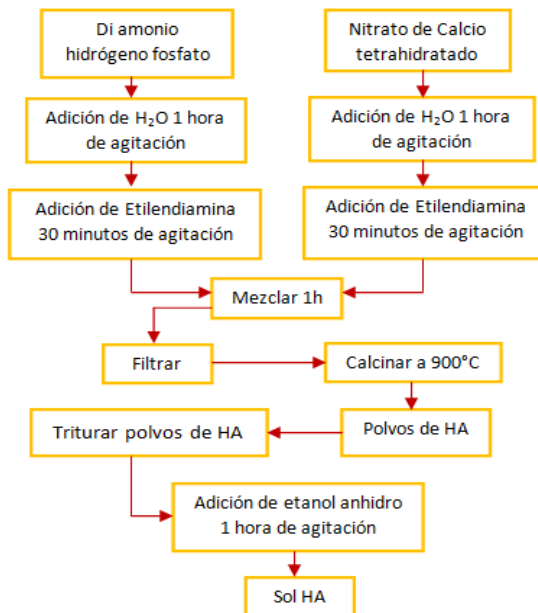 Di amonio
hidrógeno fosfato
Nitrato de Calcio
tetrahidratado
Adición de H₂O 1 hora
de agitación
Adición de H₂O 1 hora
de agitación
Adición de Etilendiamina
30 minutos de agitación
Adición de Etilendiamina
30 minutos de agitación
Mezclar 1h
Filtrar
Calcinar a 900°C
Triturar polvos de HA
Polvos de HA
Adición de etanol anhidro
1 hora de agitación
Sol HA